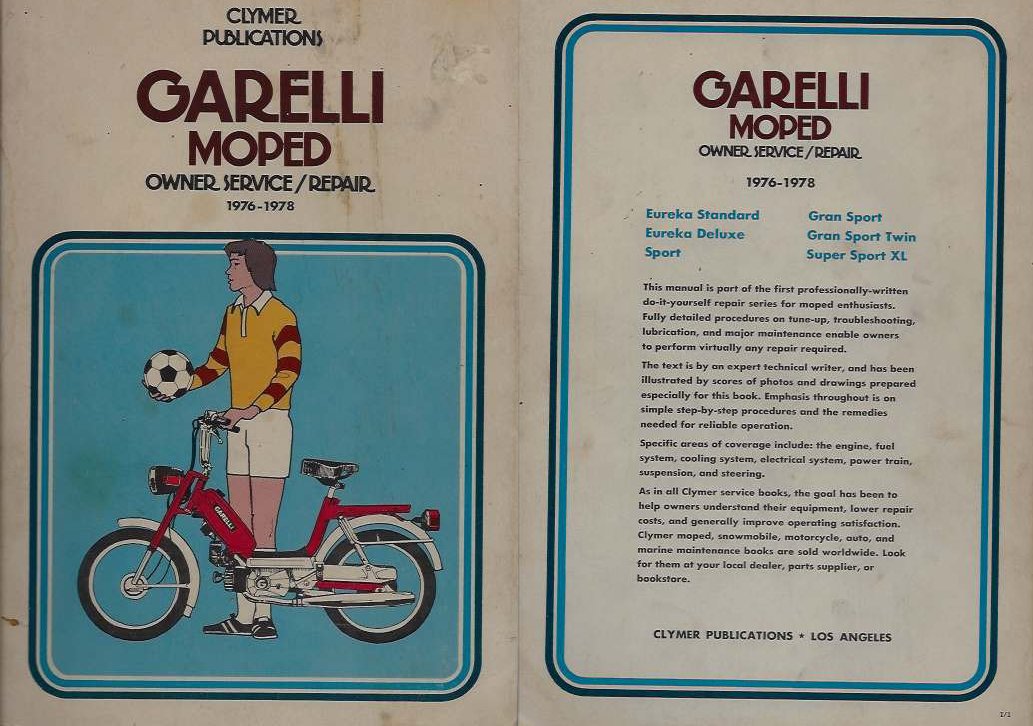 CLYMER
PUBLICATIONS
GARELLI
MOPED
OWNER SERVICE/REPAIR
1976-1978
GARELLI
GARELLI
MOPED
OWNER SERVICE/REPAIR
1976-1978
Eureka Standard
Eureka Deluxe
Sport
Gran Sport
Gran Sport Twin
Super Sport XL
This manual is part of the first professionally-written
do-it-yourself repair series for moped enthusiasts.
Fully detailed procedures on tune-up, troubleshooting,
lubrication, and major maintenance enable owners
to perform virtually any repair required.
The text is by an expert technical writer, and has been
illustrated by scores of photos and drawings prepared
especially for this book. Emphasis throughout is on
simple step-by-step procedures and the remedies
needed for reliable operation.
Specific areas of coverage include: the engine, fuel
system, cooling system, electrical system, power train,
suspension, and steering.
As in all Clymer service books, the goal has been to
help owners understand their equipment, lower repair
costs, and generally improve operating satisfaction.
Clymer moped, snowmobile, motorcycle, auto, and
marine maintenance books are sold worldwide. Look
for them at your local dealer, parts supplier, or
bookstore.
CLYMER PUBLICATIONS ★ LOS ANGELES
1/1